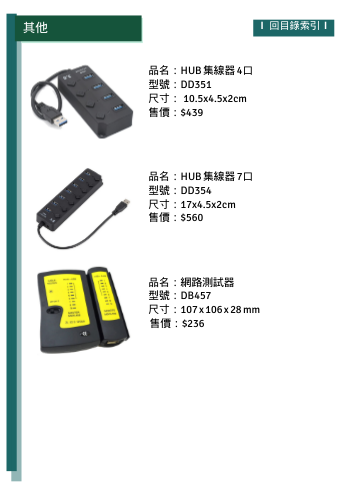 其他
回目錄索引
品名：HUB 集線器 4口
型號：DD351
尺寸： 10.5x4.5x2cm
售價：$439
品名：HUB 集線器 7口
型號：DD354
尺寸：17x4.5x2cm
售價：$560
品名：網路測試器
型號：DB457
尺寸：107 x 106 x 28 mm
售價：$236